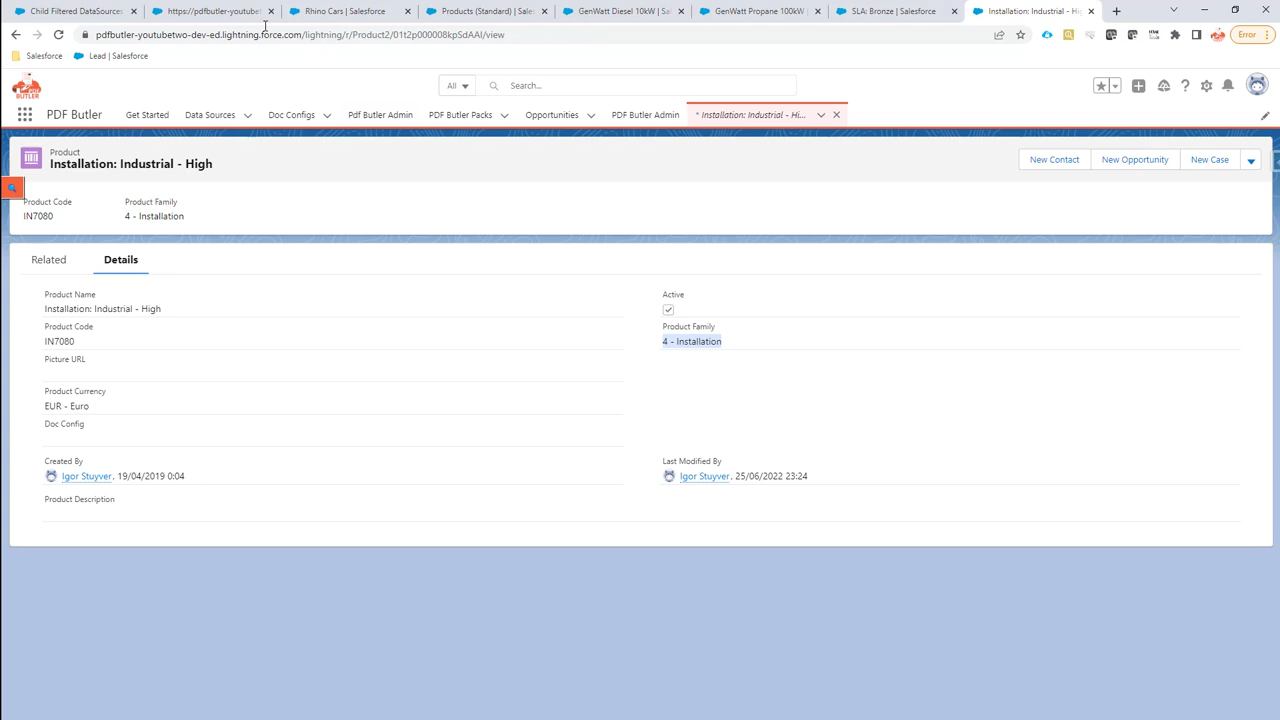 Child Filtered DataSources
https://pdfbutler-youtubet
Rhino Cars | Salesforce
Products (Standard) | Sales
GenWatt Diesel 10kW | Sal
GenWatt Propane 100kW |
SLA: Bronze | Salesforce
Installation: Industrial - Hi
pdfbutler-youtubetwo-dev-ed.lightning.force.com/lightning/r/Product2/01t2p000008kpSdAAI/view
Error
Salesforce
Lead | Salesforce
BUTLER
All
Search...
PDF Butler
Get Started
Data Sources
Doc Configs
Pdf Butler Admin
PDF Butler Packs
Opportunities
PDF Butler Admin
* Installation: Industrial - Hi...
Product
Installation: Industrial - High
New Contact
New Opportunity
New Case
Product Code
Product Family
IN7080
4 - Installation
Related
Details
Product Name
Active
Installation: Industrial - High
Product Code
Product Family
IN7080
4 - Installation
Picture URL
Product Currency
EUR - Euro
Doc Config
Created By
Last Modified By
Igor Stuyver, 19/04/2019 0:04
Igor Stuyver, 25/06/2022 23:24
Product Description